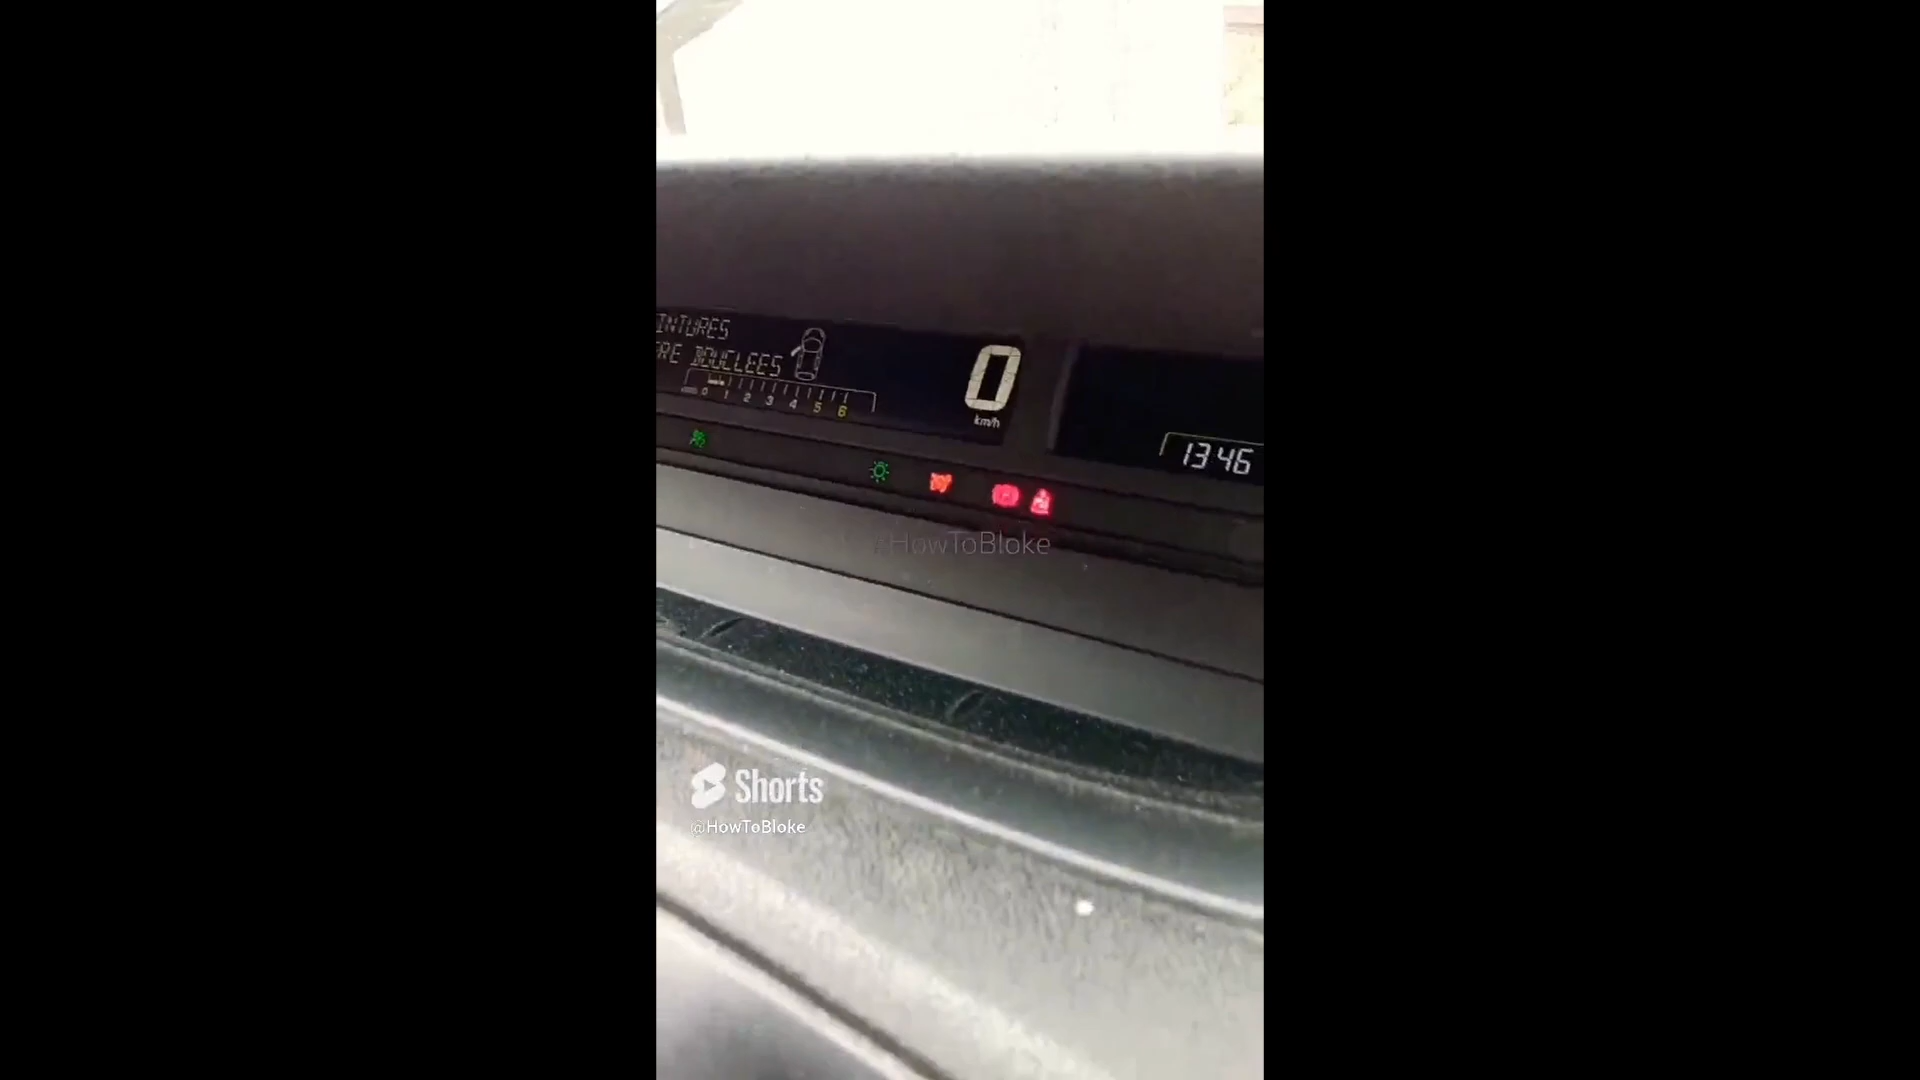 INTURES
RE BOUCLEES
0 1 2 3 4 5 6
0
km/h
13 46
#HowToBloke
Shorts
@HowToBloke